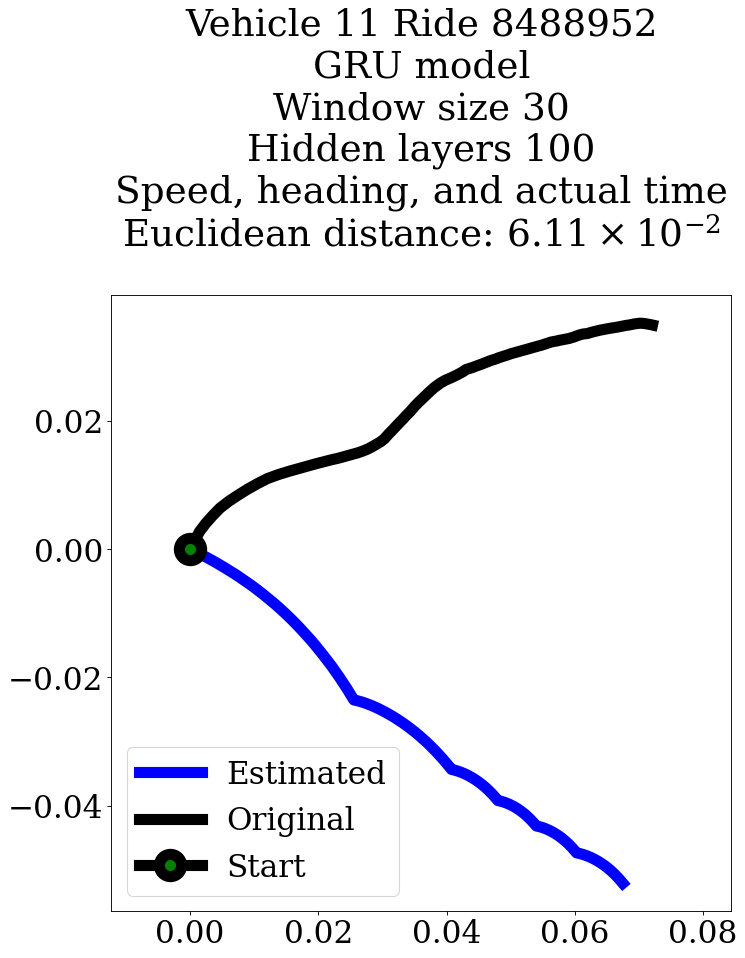 Vehicle 11 Ride 8488952
GRU model
Window size 30
Hidden layers 100
Speed, heading, and actual time
Euclidean distance: 6.11 × 10⁻²
0.02
0.00
−0.02
−0.04
Estimated
Original
Start
0.00 0.02 0.04 0.06 0.08